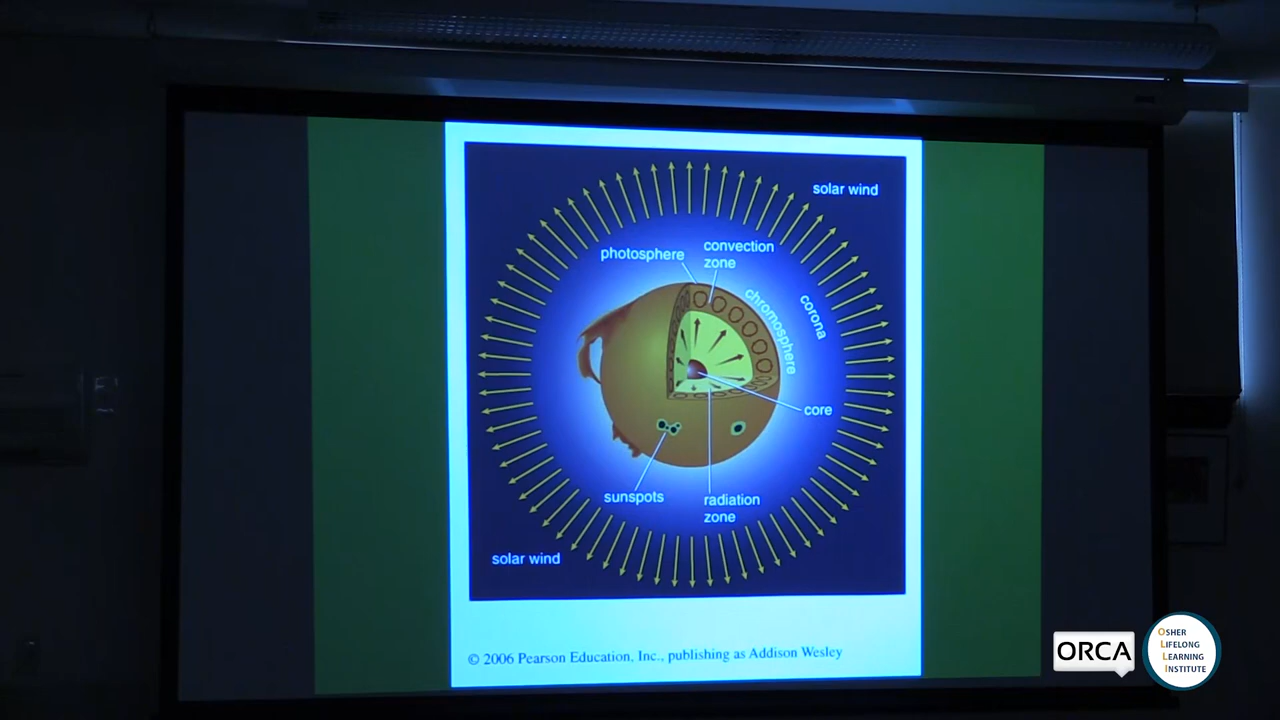 solar wind
photosphere
convection
zone
chromosphere
corona
core
sunspots
radiation
zone
solar wind
© 2006 Pearson Education, Inc., publishing as Addison Wesley
ORCA
OSHER
LIFELONG
LEARNING
INSTITUTE